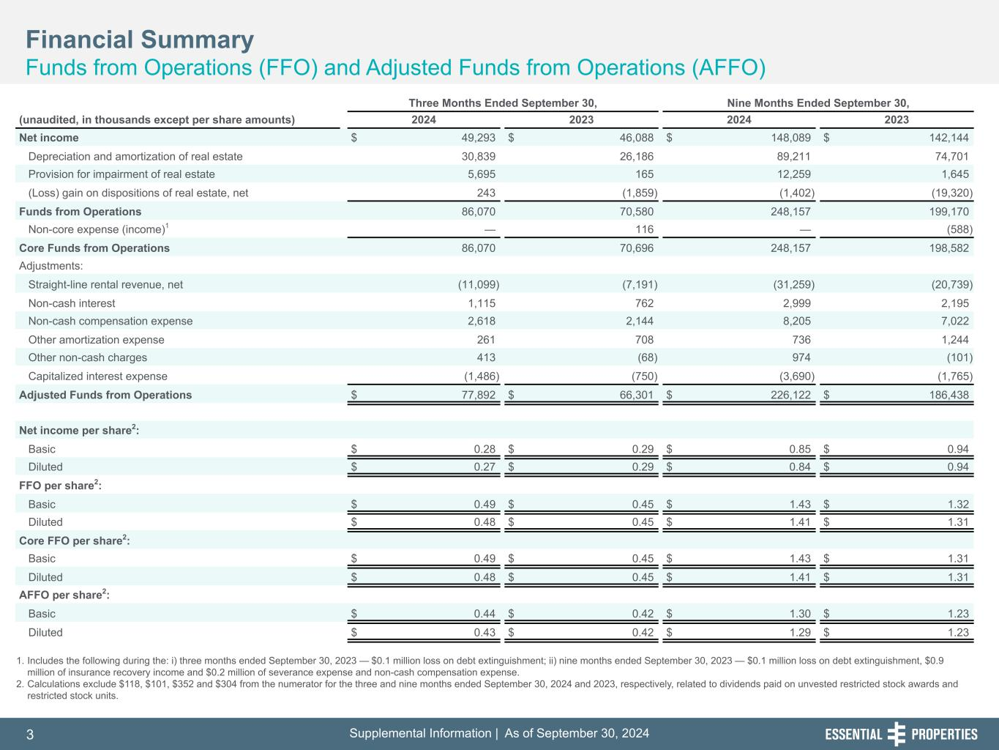 Financial Summary
Funds from Operations (FFO) and Adjusted Funds from Operations (AFFO)
Three Months Ended September 30, Nine Months Ended September 30,
(unaudited, in thousands except per share amounts) 2024 2023 2024 2023
Net income $ 49,293 $ 46,088 $ 148,089 $ 142,144
Depreciation and amortization of real estate 30,839 26,186 89,211 74,701
Provision for impairment of real estate 5,695 165 12,259 1,645
(Loss) gain on dispositions of real estate, net 243 (1,859) (1,402) (19,320)
Funds from Operations 86,070 70,580 248,157 199,170
Non-core expense (income)1 — 116 — (588)
Core Funds from Operations 86,070 70,696 248,157 198,582
Adjustments:
Straight-line rental revenue, net (11,099) (7,191) (31,259) (20,739)
Non-cash interest 1,115 762 2,999 2,195
Non-cash compensation expense 2,618 2,144 8,205 7,022
Other amortization expense 261 708 736 1,244
Other non-cash charges 413 (68) 974 (101)
Capitalized interest expense (1,486) (750) (3,690) (1,765)
Adjusted Funds from Operations $ 77,892 $ 66,301 $ 226,122 $ 186,438
Net income per share2:
Basic $ 0.28 $ 0.29 $ 0.85 $ 0.94
Diluted $ 0.27 $ 0.29 $ 0.84 $ 0.94
FFO per share2:
Basic $ 0.49 $ 0.45 $ 1.43 $ 1.32
Diluted $ 0.48 $ 0.45 $ 1.41 $ 1.31
Core FFO per share2:
Basic $ 0.49 $ 0.45 $ 1.43 $ 1.31
Diluted $ 0.48 $ 0.45 $ 1.41 $ 1.31
AFFO per share2:
Basic $ 0.44 $ 0.42 $ 1.30 $ 1.23
Diluted $ 0.43 $ 0.42 $ 1.29 $ 1.23
1. Includes the following during the: i) three months ended September 30, 2023 — $0.1 million loss on debt extinguishment; ii) nine months ended September 30, 2023 — $0.1 million loss on debt extinguishment, $0.9
million of insurance recovery income and $0.2 million of severance expense and non-cash compensation expense.
2. Calculations exclude $118, $101, $352 and $304 from the numerator for the three and nine months ended September 30, 2024 and 2023, respectively, related to dividends paid on unvested restricted stock awards and
restricted stock units.
3 Supplemental Information | As of September 30, 2024 ESSENTIAL PROPERTIES